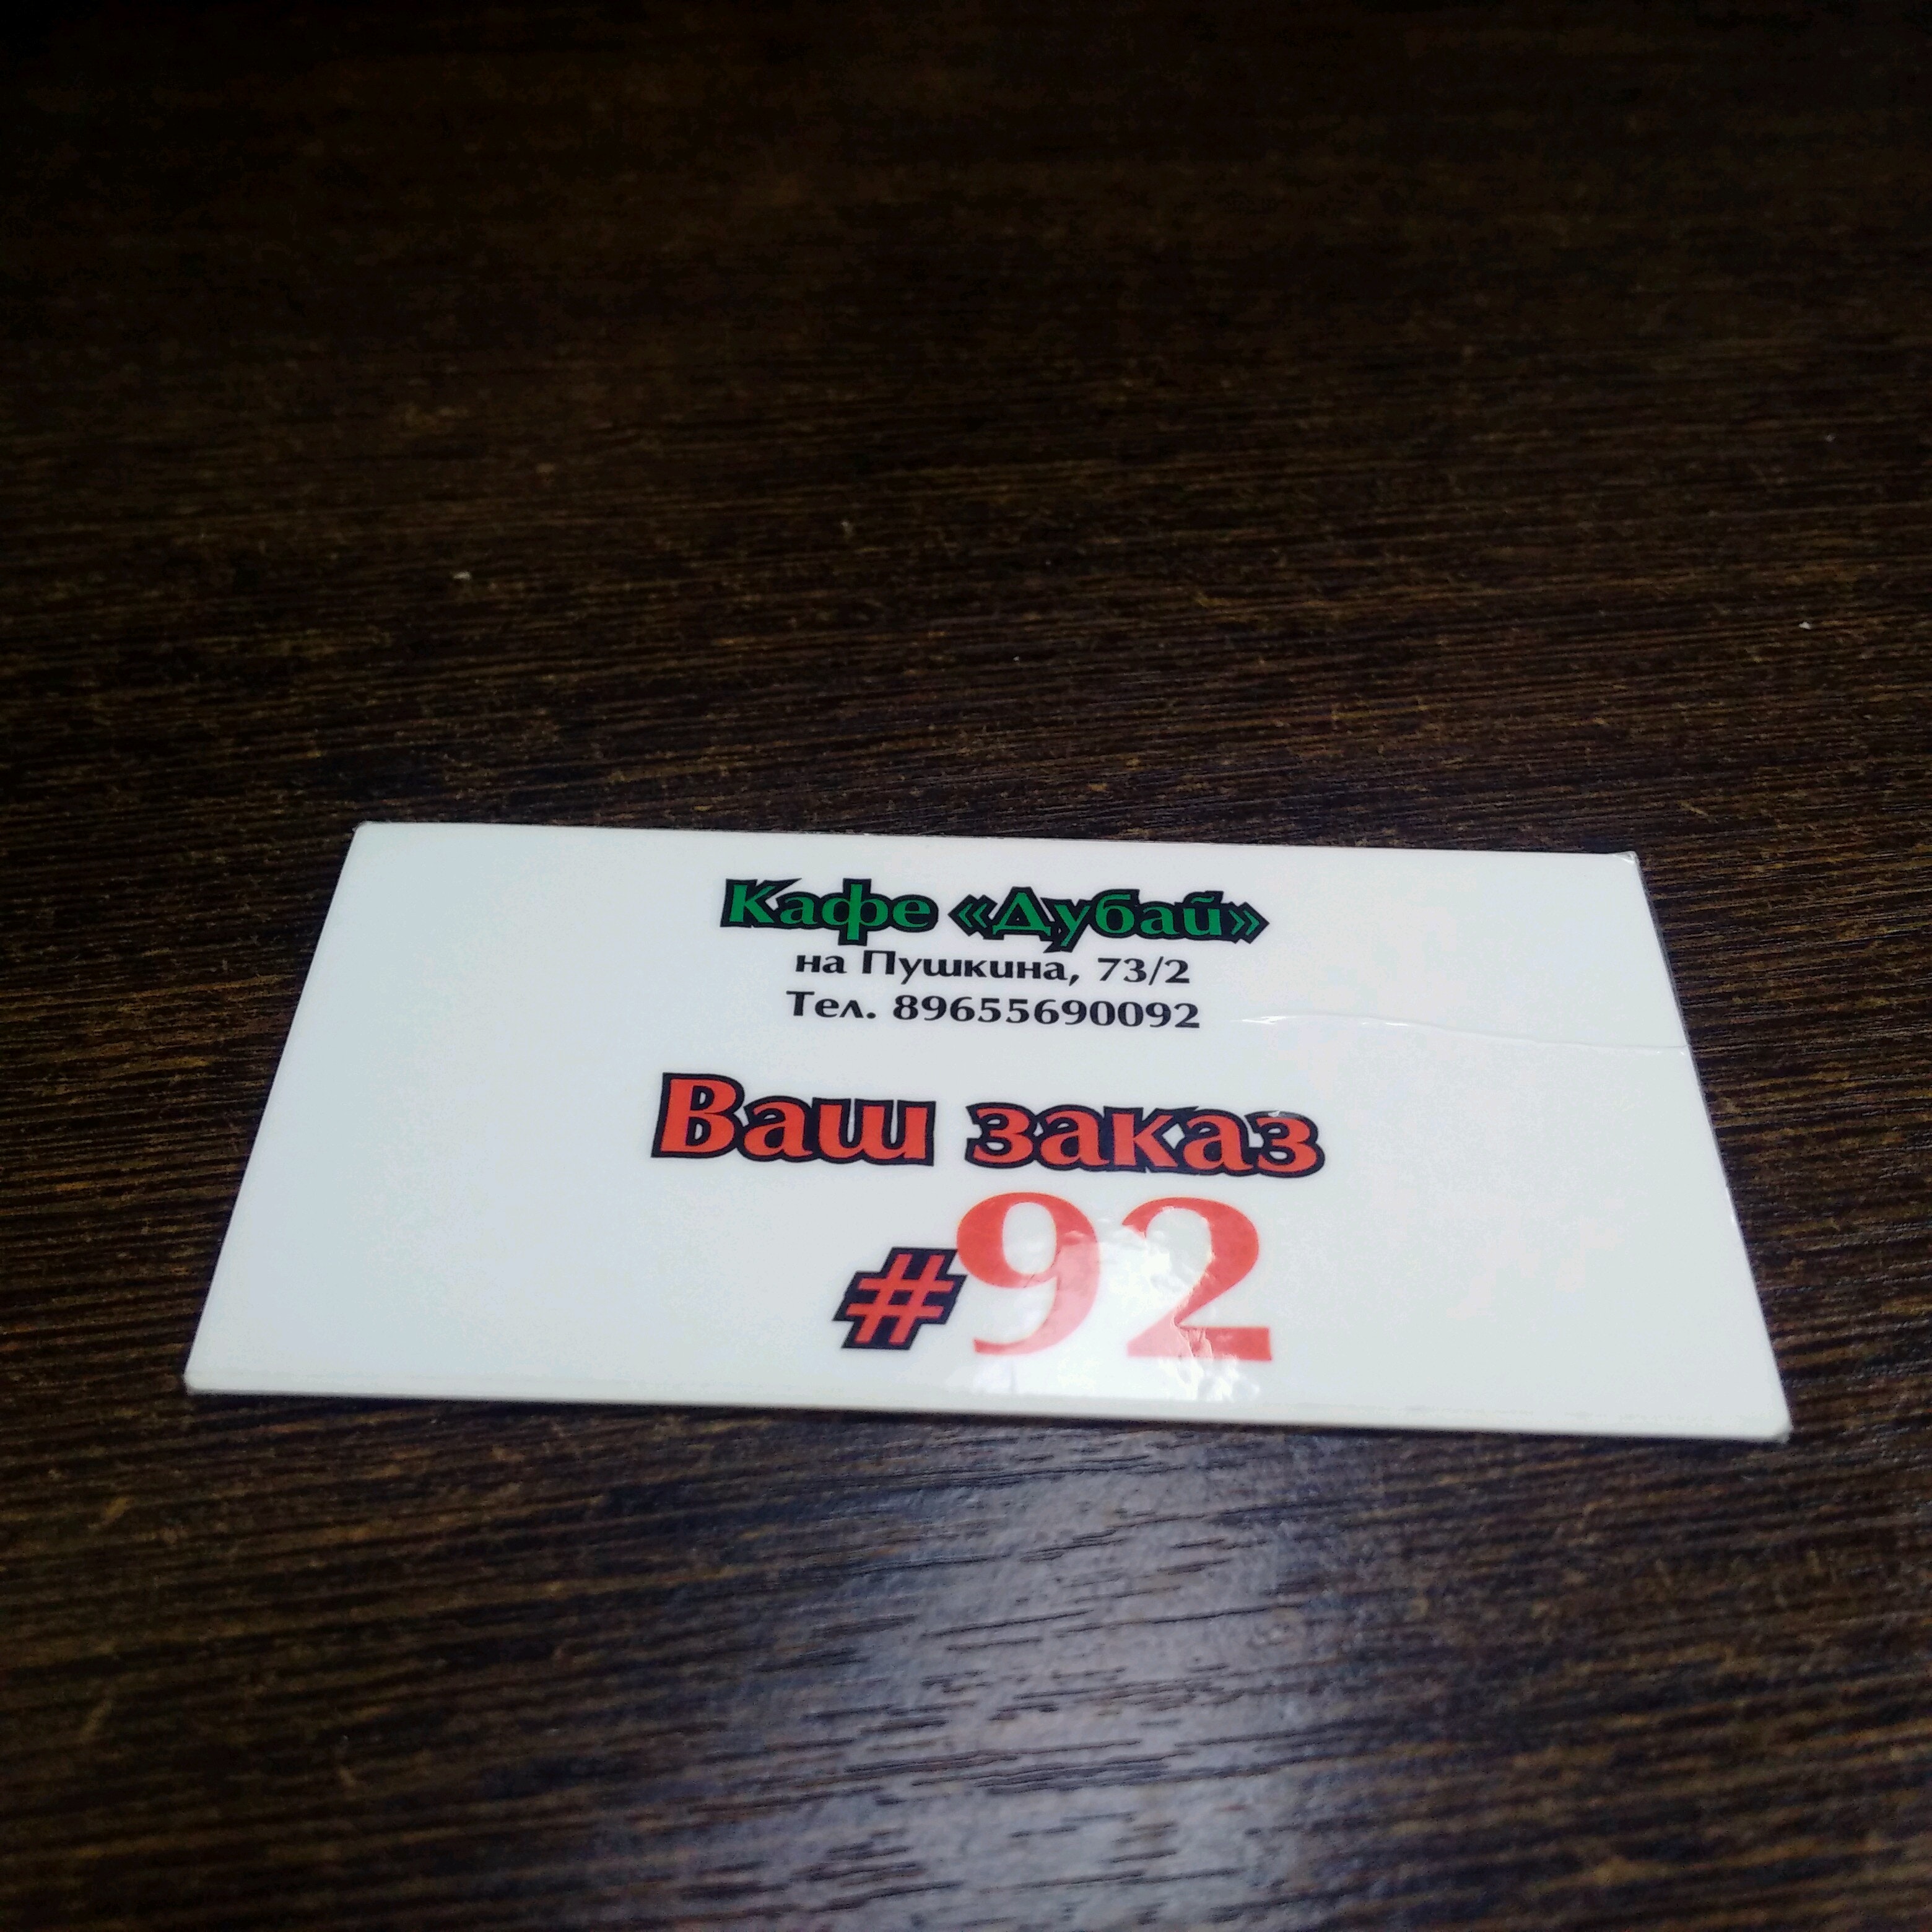 Кафе «Дубай»
на Пушкина, 73/2
Тел. 89655690092
Ваш заказ
#92